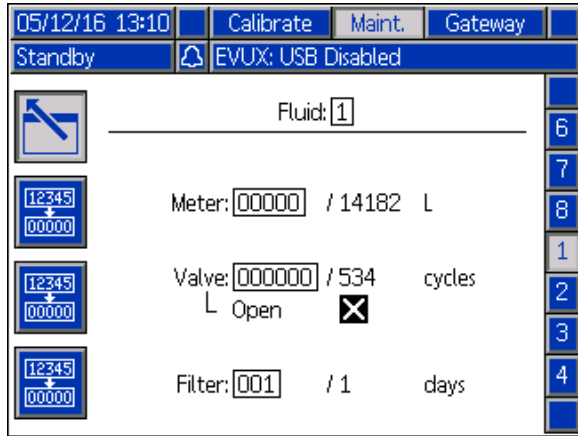 05/12/16 13:10 Calibrate Maint. Gateway
Standby EVUX: USB Disabled
Fluid: 1
6
7
12345
00000
Meter: 00000 / 14182 L
8
1
12345
00000
Valve: 000000 / 534 cycles
Open
2
3
12345
00000
Filter: 001 / 1 days
4